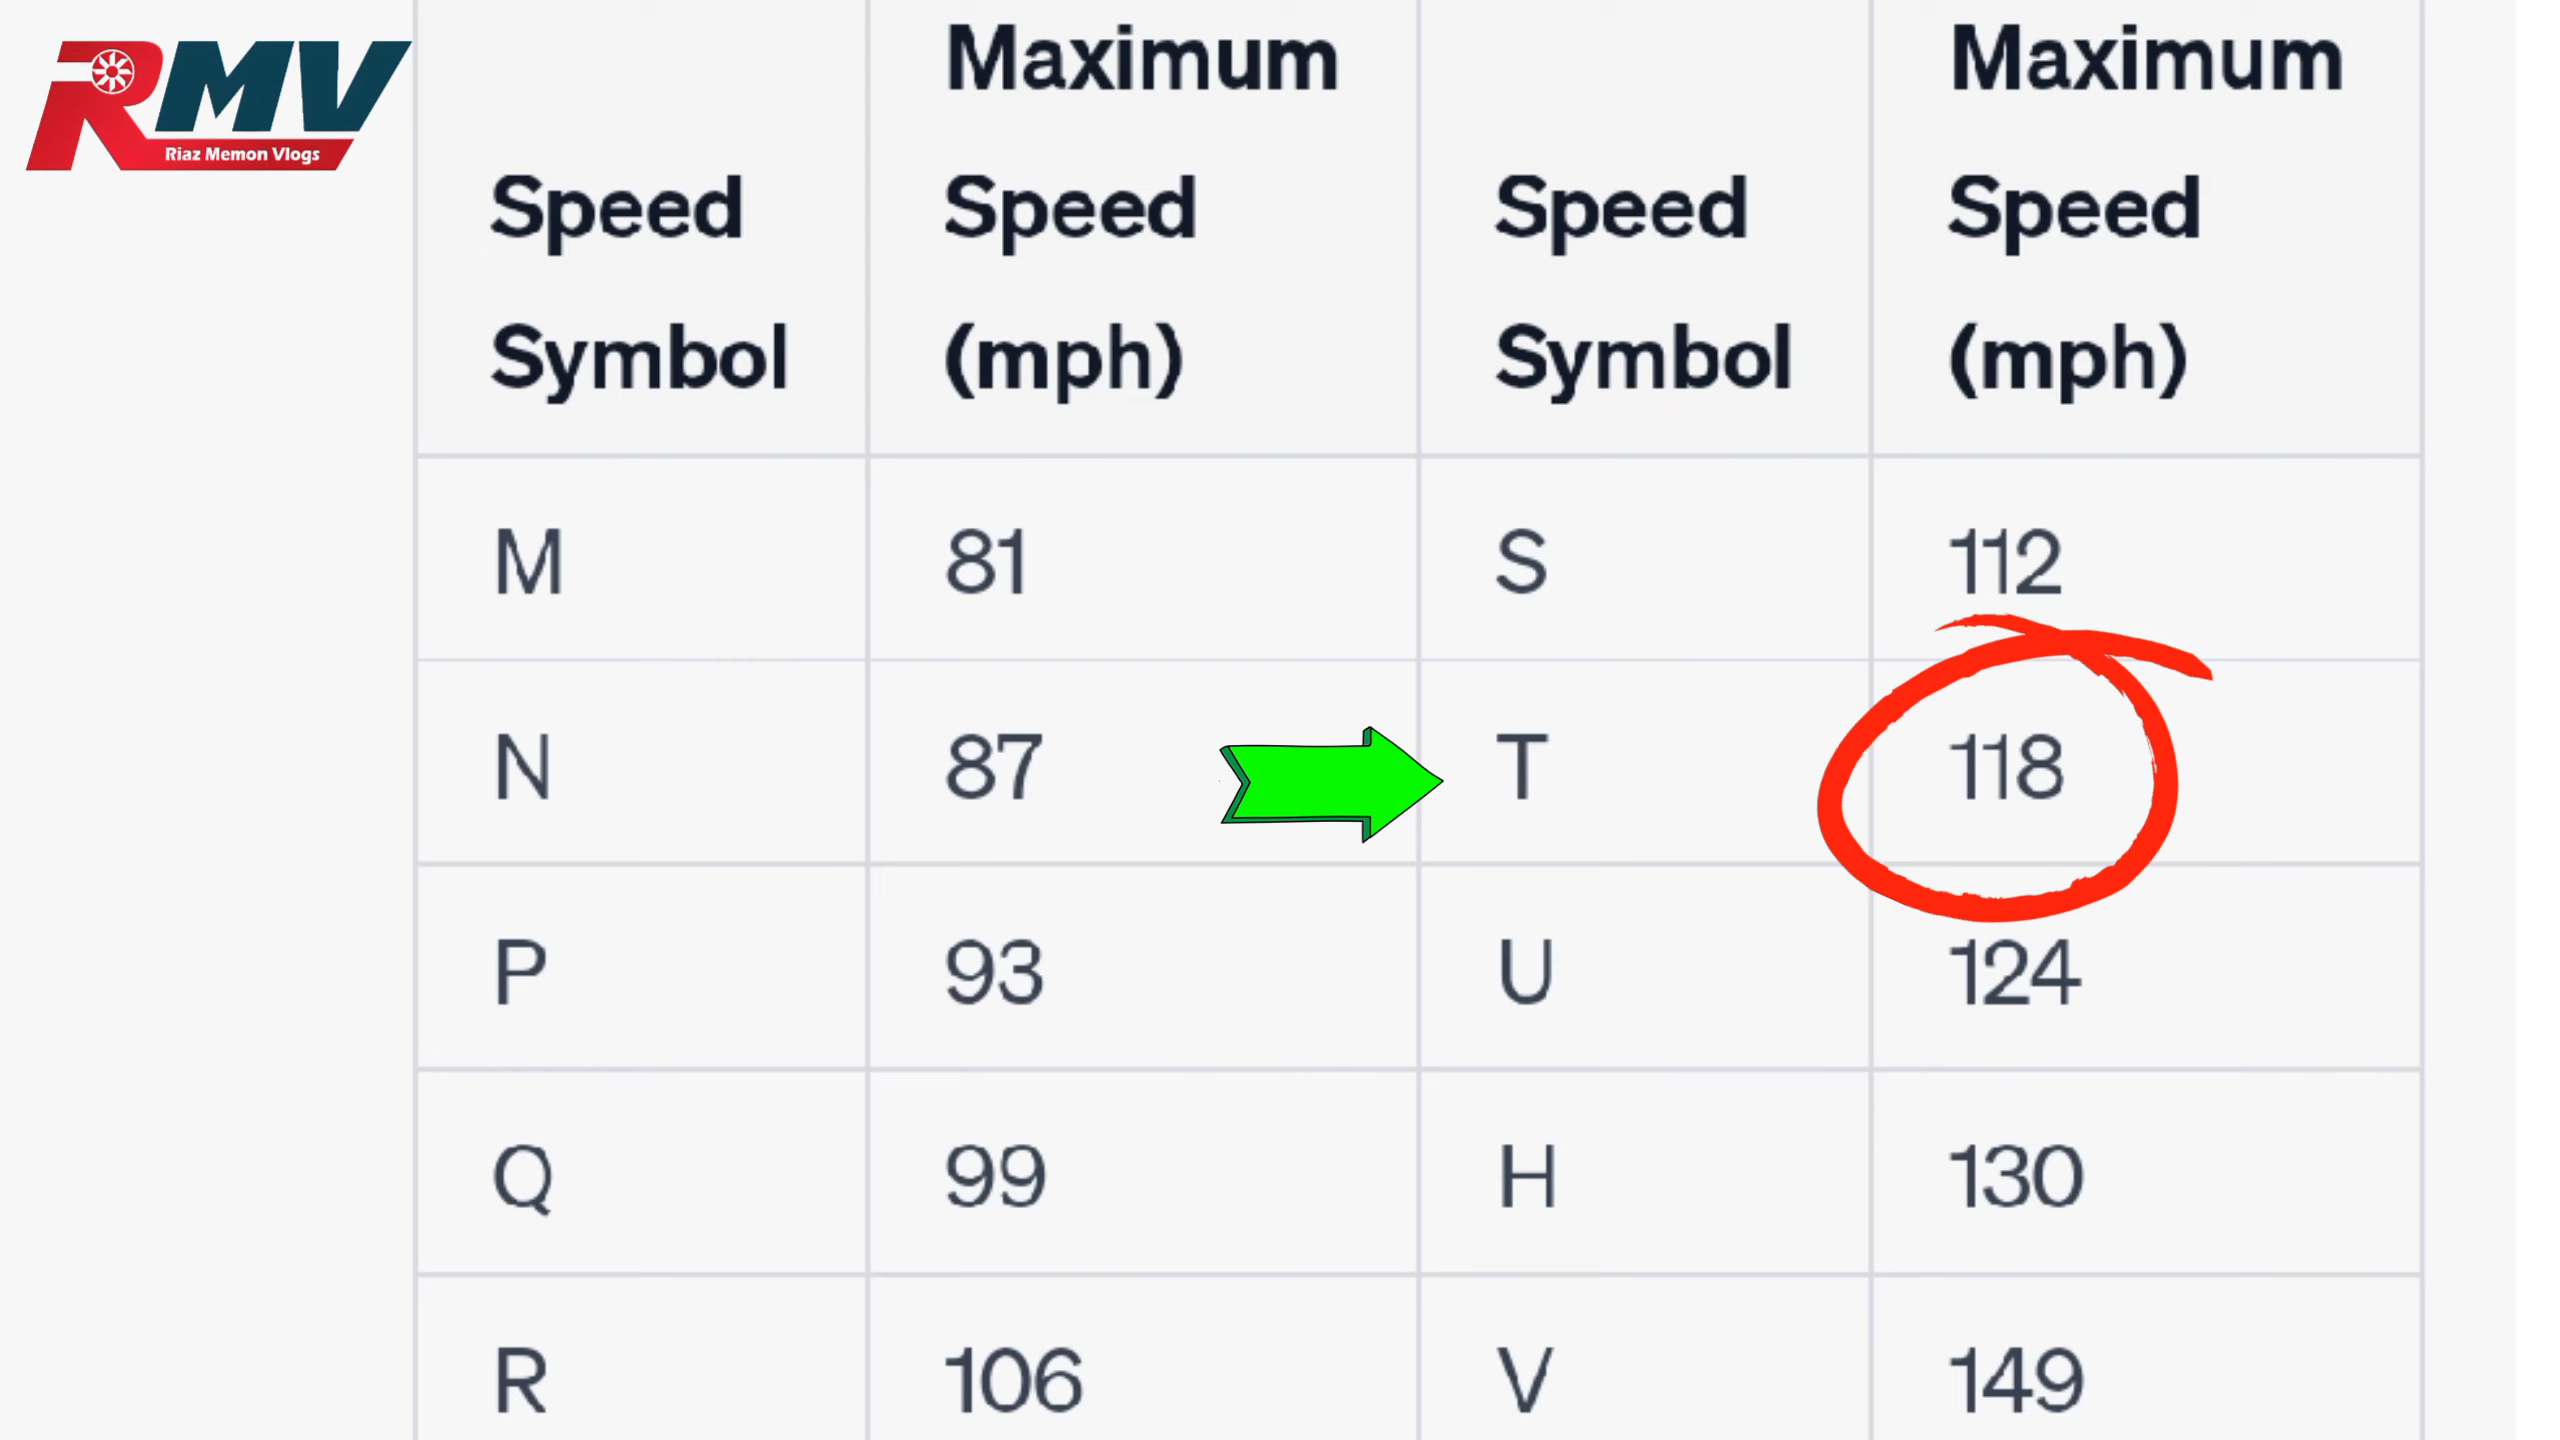 RMV
Riaz Memon Vlogs
Speed Symbol	Maximum Speed (mph)	Speed Symbol	Maximum Speed (mph)
M	81	S	112
N	87	T	118
P	93	U	124
Q	99	H	130
R	106	V	149